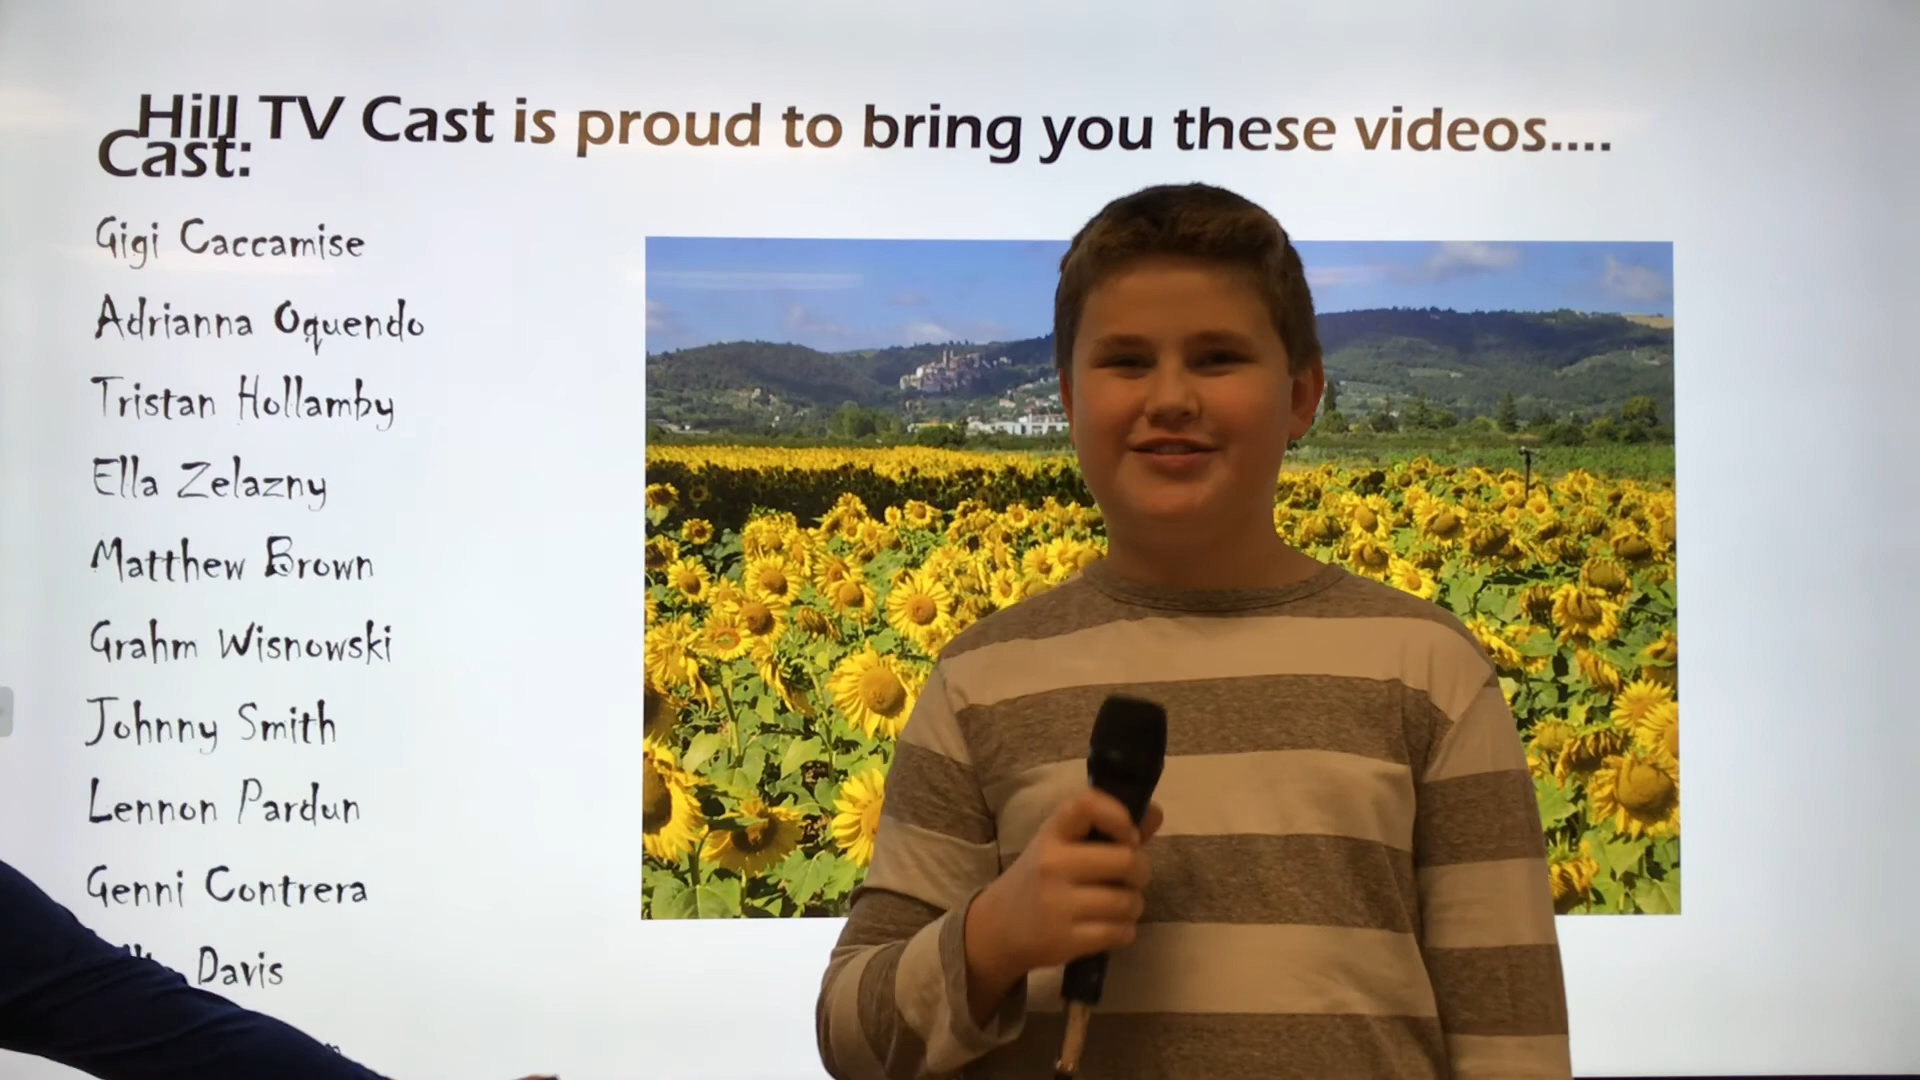 Hill TV Cast is proud to bring you these videos....
Cast:
Gigi Caccamise
Adrianna Oquendo
Tristan Hollamby
Ella Zelazny
Matthew Brown
Grahm Wisnowski
Johnny Smith
Lennon Pardun
Genni Contrera
Davis